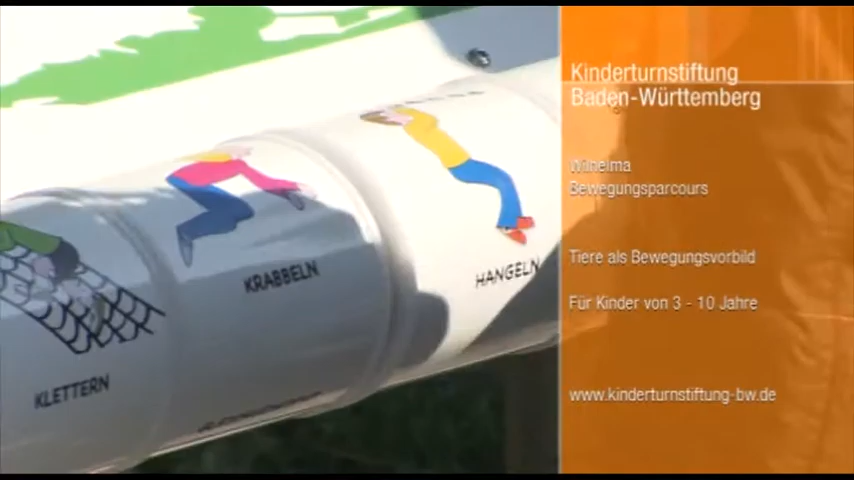 KLETTERN
KRABBELN
HANGELN
Kinderturnstiftung
Baden-Württemberg
Wilhelma
Bewegungsparcours
Tiere als Bewegungsvorbild
Für Kinder von 3 - 10 Jahre
www.kinderturnstiftung-bw.de